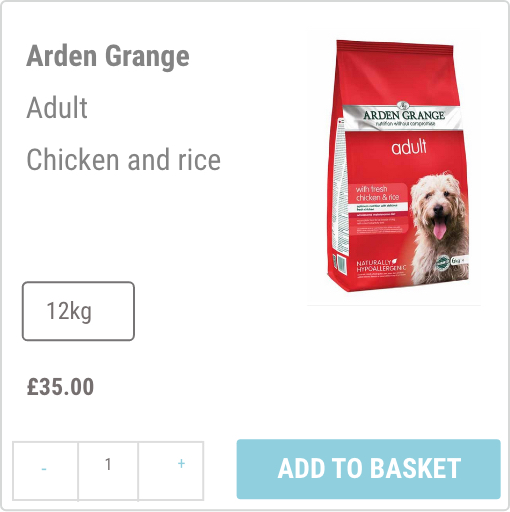 Arden Grange
Adult
Chicken and rice
ARDEN GRANGE
nutrition without compromise
adult
with fresh
chicken & rice
NATURALLY
HYPOALLERGENIC
6kg e
12kg
£35.00
- 1 +
ADD TO BASKET